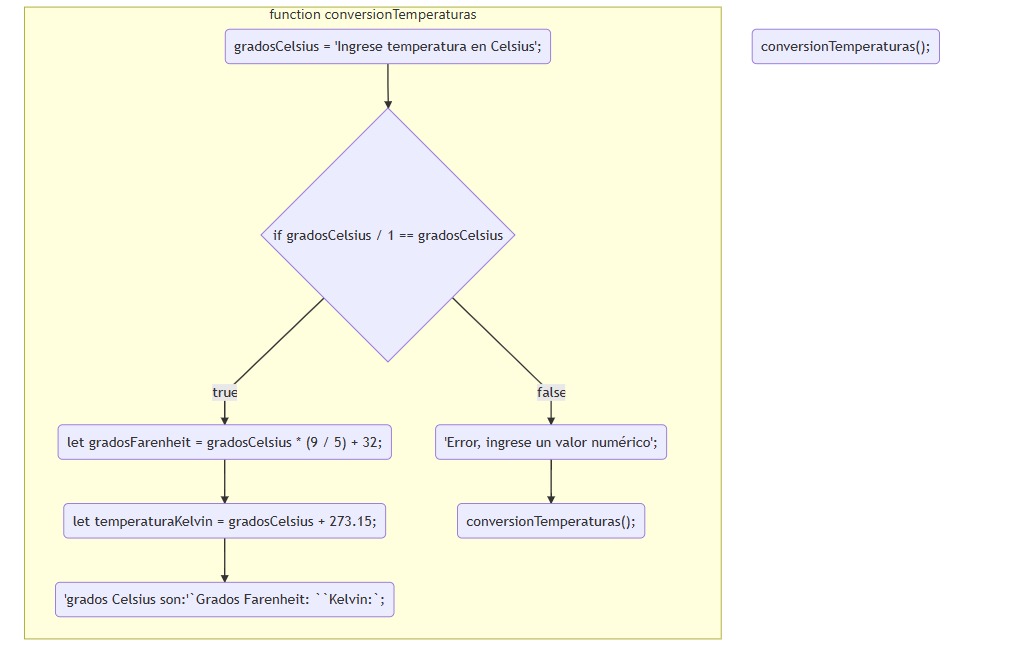 function conversionTemperaturas
gradosCelsius = 'Ingrese temperatura en Celsius';
conversionTemperaturas();
if gradosCelsius / 1 == gradosCelsius
true
false
let gradosFarenheit = gradosCelsius * (9 / 5) + 32;
'Error, ingrese un valor numérico';
let temperaturaKelvin = gradosCelsius + 273.15;
conversionTemperaturas();
'grados Celsius son:'`Grados Farenheit: ``Kelvin:`;